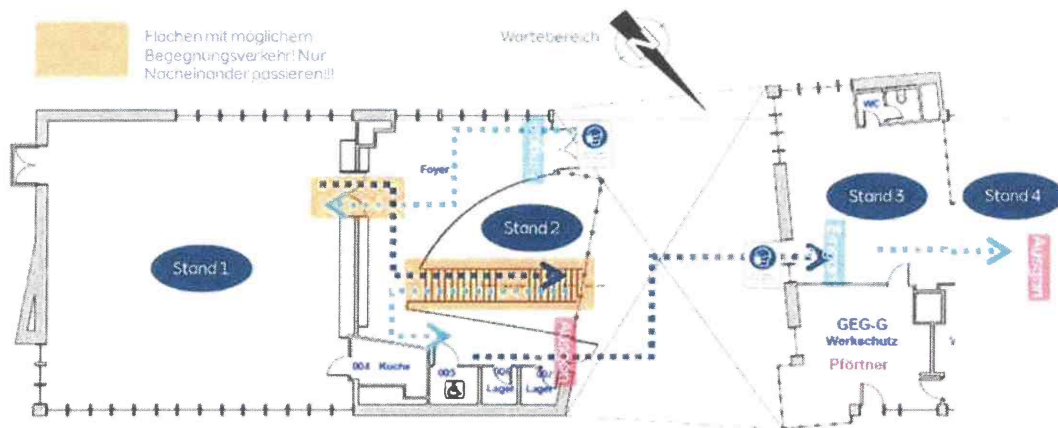 Flächen mit möglichem
Begegnungsverkehr! Nur
Nacheinander passieren!!!
Wartebereich
N
WC
Foyer
Stand 1
Stand 2
Stand 3
Stand 4
Ausgang
Ausgang
004 Küche
005
006
Lager
007
Lager
GEG-G
Werkschutz
Pförtner